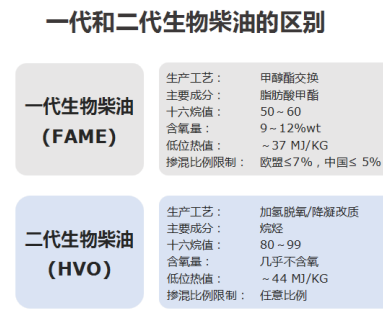 一代和二代生物柴油的区别
一代生物柴油
（FAME）
生产工艺： 甲醇酯交换
主要成分： 脂肪酸甲酯
十六烷值： 50～60
含氧量： 9～12%wt
低位热值： ~37 MJ/KG
掺混比例限制： 欧盟≤7%，中国≤ 5%
二代生物柴油
（HVO）
生产工艺： 加氢脱氧/降凝改质
主要成分： 烷烃
十六烷值： 80～99
含氧量： 几乎不含氧
低位热值： ~44 MJ/KG
掺混比例限制： 任意比例